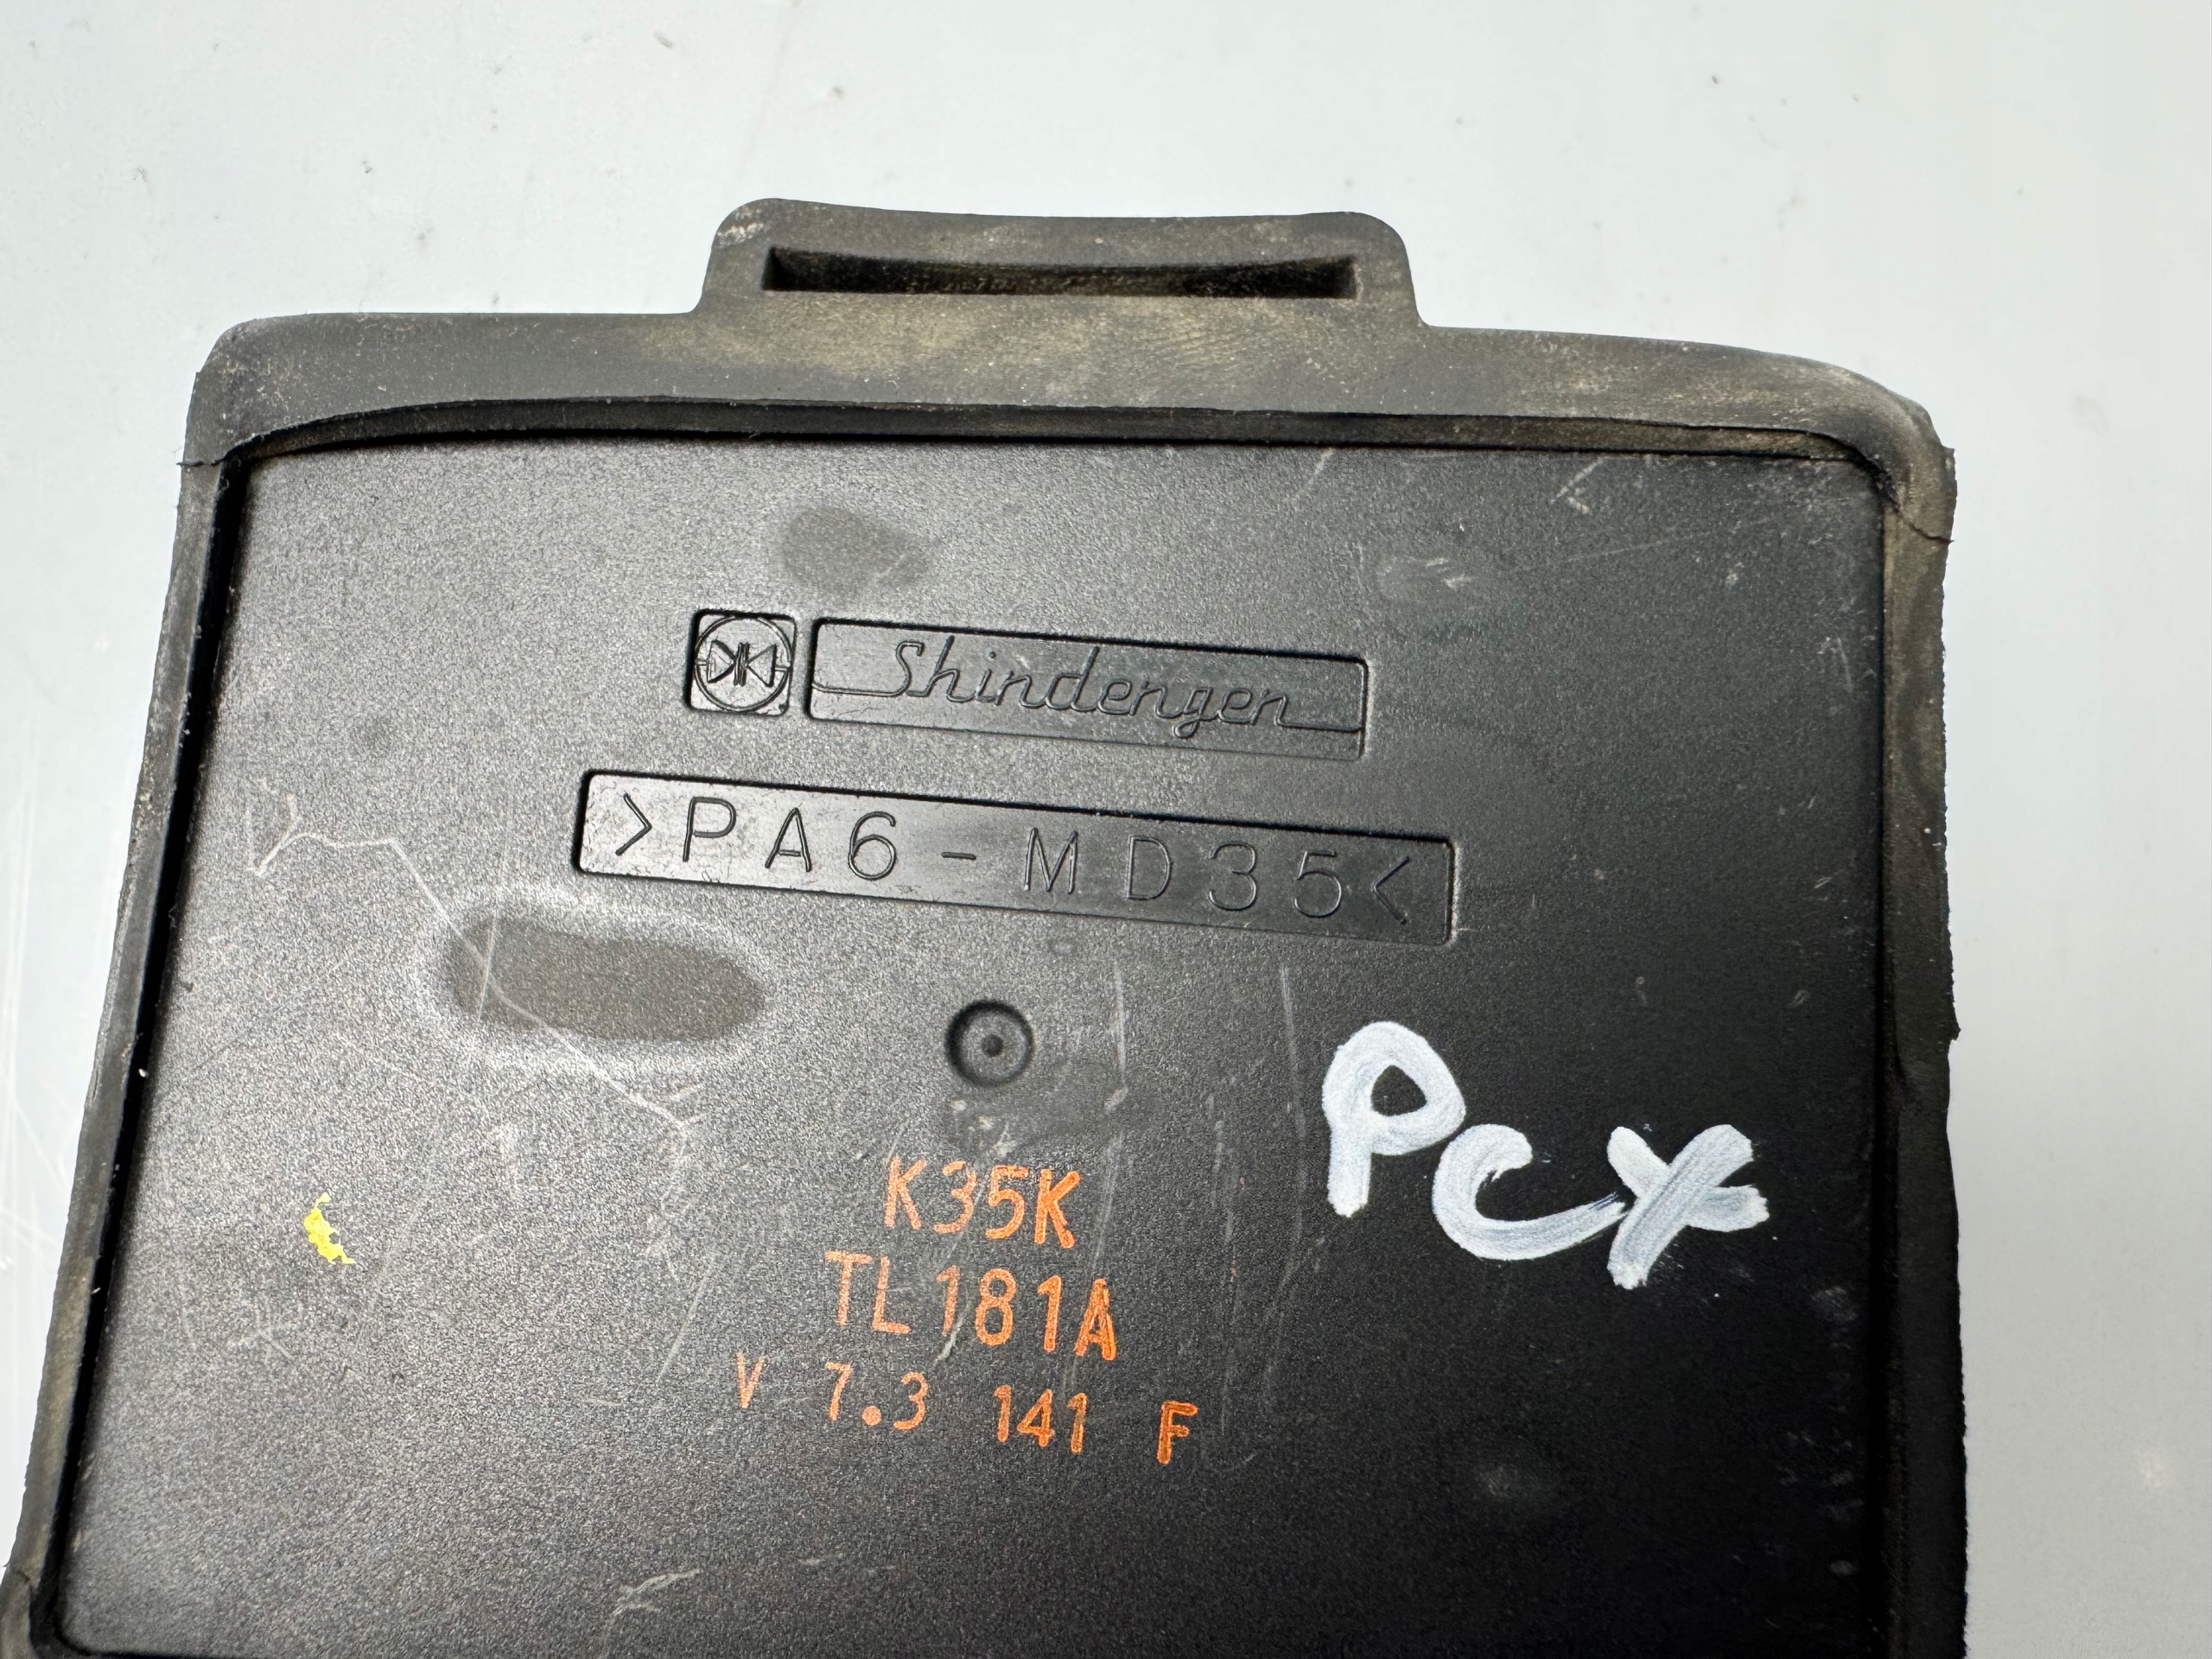 Shindengen
>PA6-MD35<
PCX
K35K
TL181A
V 7.3 141 F